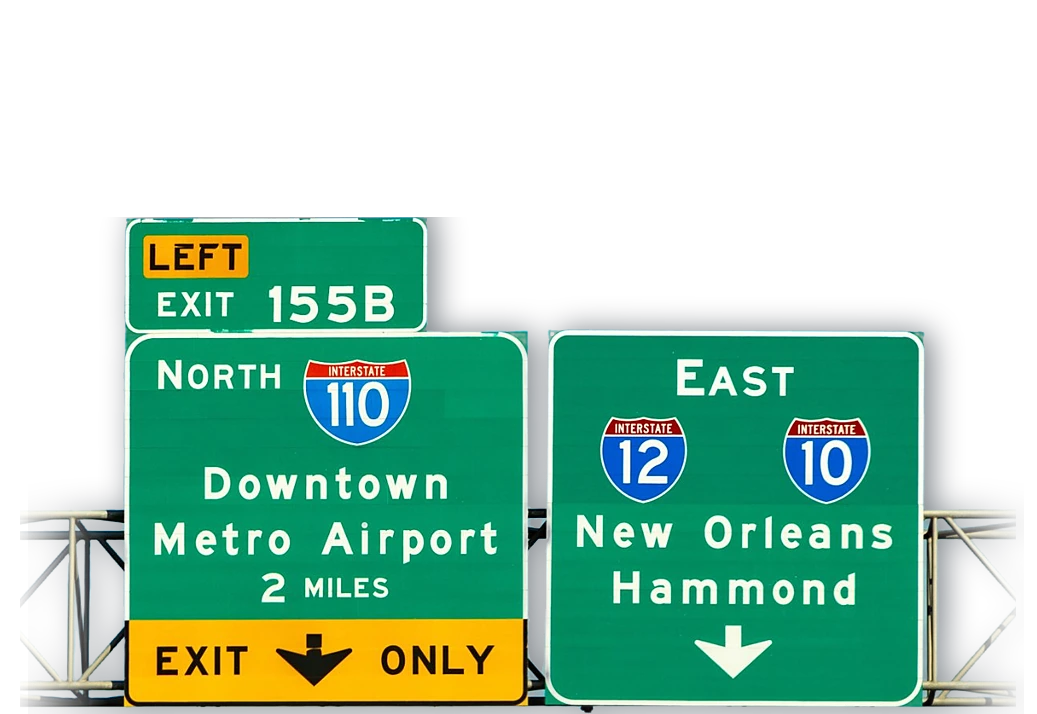 LEFT
EXIT 155B
NORTH INTERSTATE 110
Downtown
Metro Airport
2 MILES
EXIT ONLY
EAST
INTERSTATE 12 INTERSTATE 10
New Orleans
Hammond